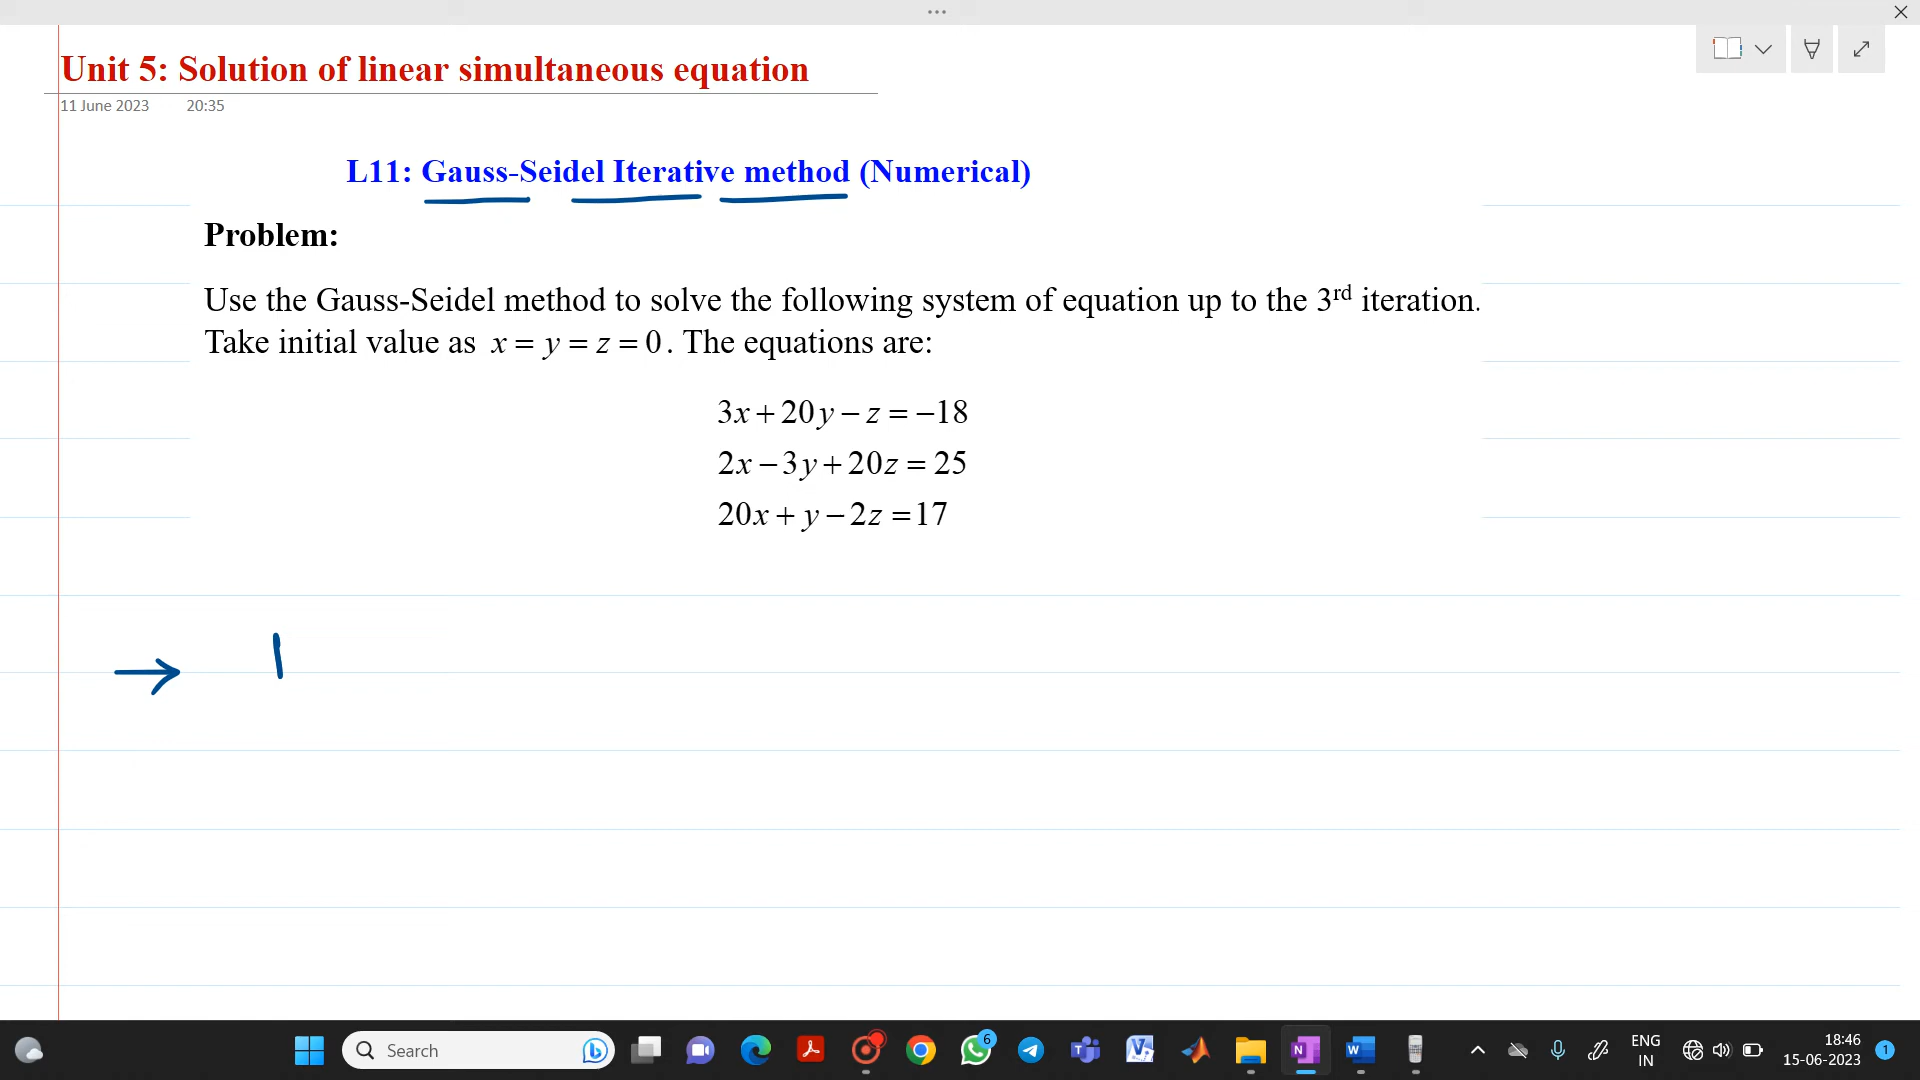 Unit 5: Solution of linear simultaneous equation
11 June 2023 20:35
L11: Gauss-Seidel Iterative method (Numerical)
Problem:
Use the Gauss-Seidel method to solve the following system of equation up to the 3rd iteration.
Take initial value as x = y = z = 0. The equations are:
3x + 20y − z = −18
2x − 3y + 20z = 25
20x + y − 2z = 17
→
Search
6
ENG
IN
18:46
15-06-2023
1